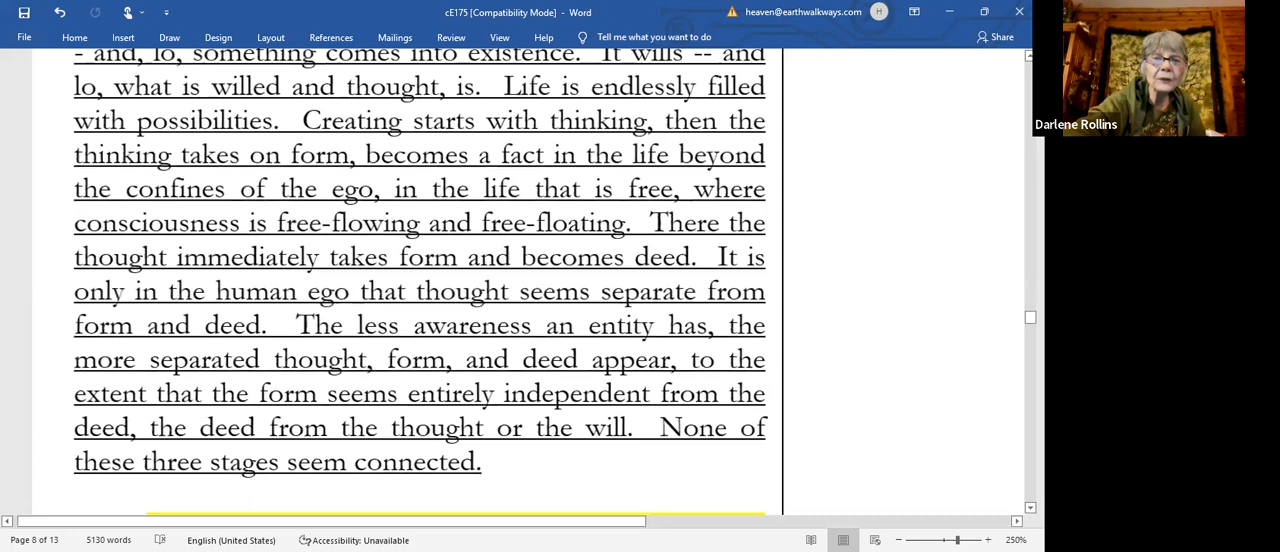 cE175 [Compatibility Mode] - Word
heaven@earthwalkways.com H
File Home Insert Draw Design Layout References Mailings Review View Help Tell me what you want to do Share
- and, lo, something comes into existence. It wills -- and
lo, what is willed and thought, is. Life is endlessly filled
with possibilities. Creating starts with thinking, then the
thinking takes on form, becomes a fact in the life beyond
the confines of the ego, in the life that is free, where
consciousness is free-flowing and free-floating. There the
thought immediately takes form and becomes deed. It is
only in the human ego that thought seems separate from
form and deed. The less awareness an entity has, the
more separated thought, form, and deed appear, to the
extent that the form seems entirely independent from the
deed, the deed from the thought or the will. None of
these three stages seem connected.
Page 8 of 13 5130 words English (United States) Accessibility: Unavailable 250%
Darlene Rollins